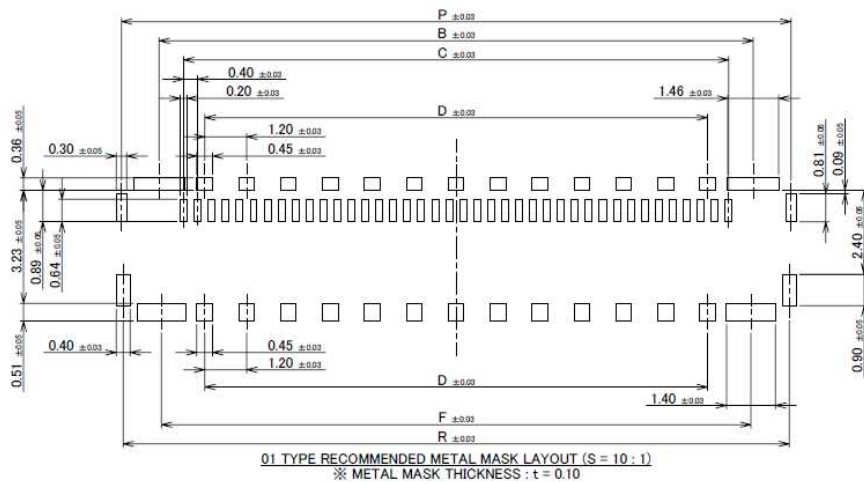 P ±0.03
B ±0.03
C ±0.03
0.40 ±0.03
0.20 ±0.03
1.46 ±0.03
D ±0.03
0.36 ±0.05
0.30 ±0.05
1.20 ±0.03
0.45 ±0.03
0.81 ±0.06
0.09 ±0.05
3.23 ±0.05
0.89 ±0.06
0.64 ±0.05
2.40 ±0.05
0.51 ±0.05
0.40 ±0.03
0.45 ±0.03
1.20 ±0.03
D ±0.03
1.40 ±0.03
0.90 ±0.05
F ±0.03
R ±0.03
01 TYPE RECOMMENDED METAL MASK LAYOUT (S = 10 : 1)
※ METAL MASK THICKNESS : t = 0.10